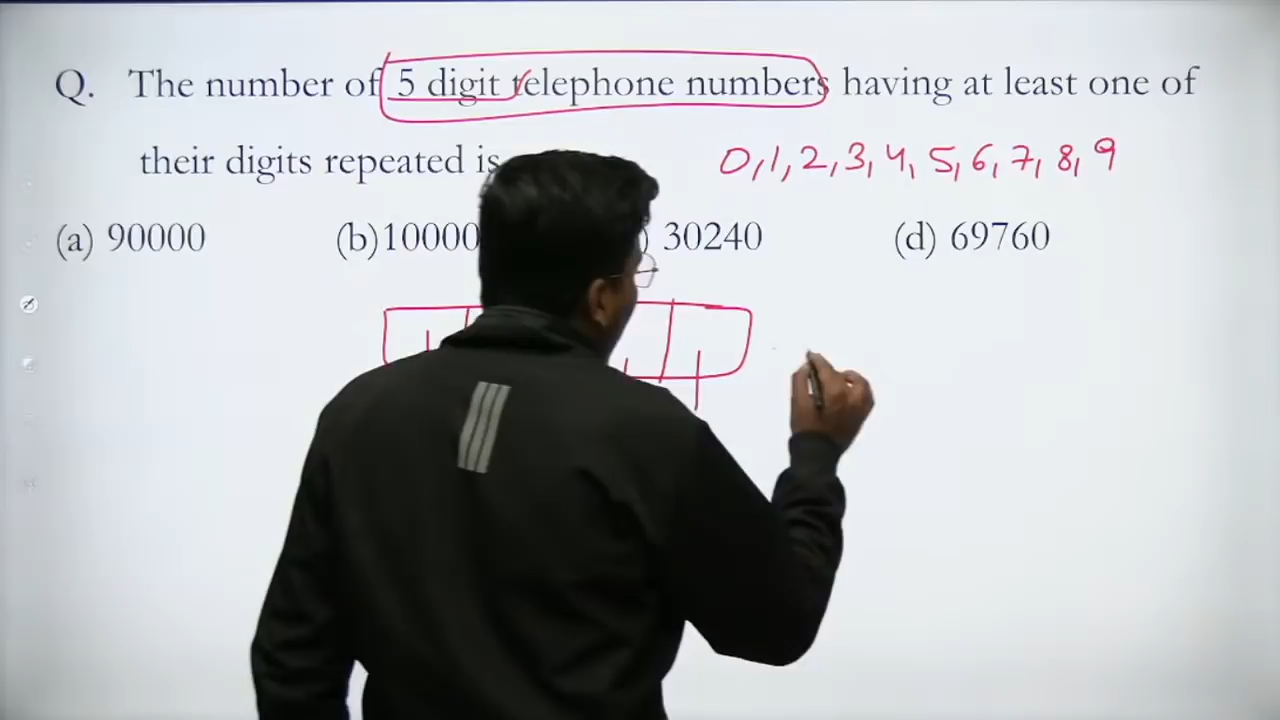 Q. The number of 5 digit telephone numbers having at least one of
their digits repeated is 0, 1, 2, 3, 4, 5, 6, 7, 8, 9
(a) 90000 (b)10000 ) 30240 (d) 69760